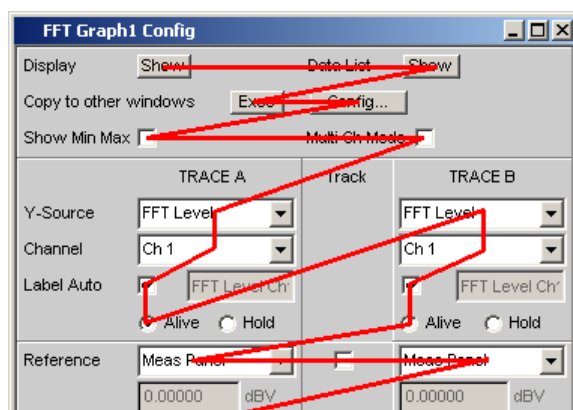 FFT Graph1 Config
Display Show Data List Show
Copy to other windows Exec Config...
Show Min Max Multi Ch Mode
TRACE A Track TRACE B
Y-Source FFT Level FFT Level
Channel Ch 1 Ch 1
Label Auto FFT Level Ch1 FFT Level Ch1
Alive Hold Alive Hold
Reference Meas Panel Meas Panel
0.00000 dBV 0.00000 dBV